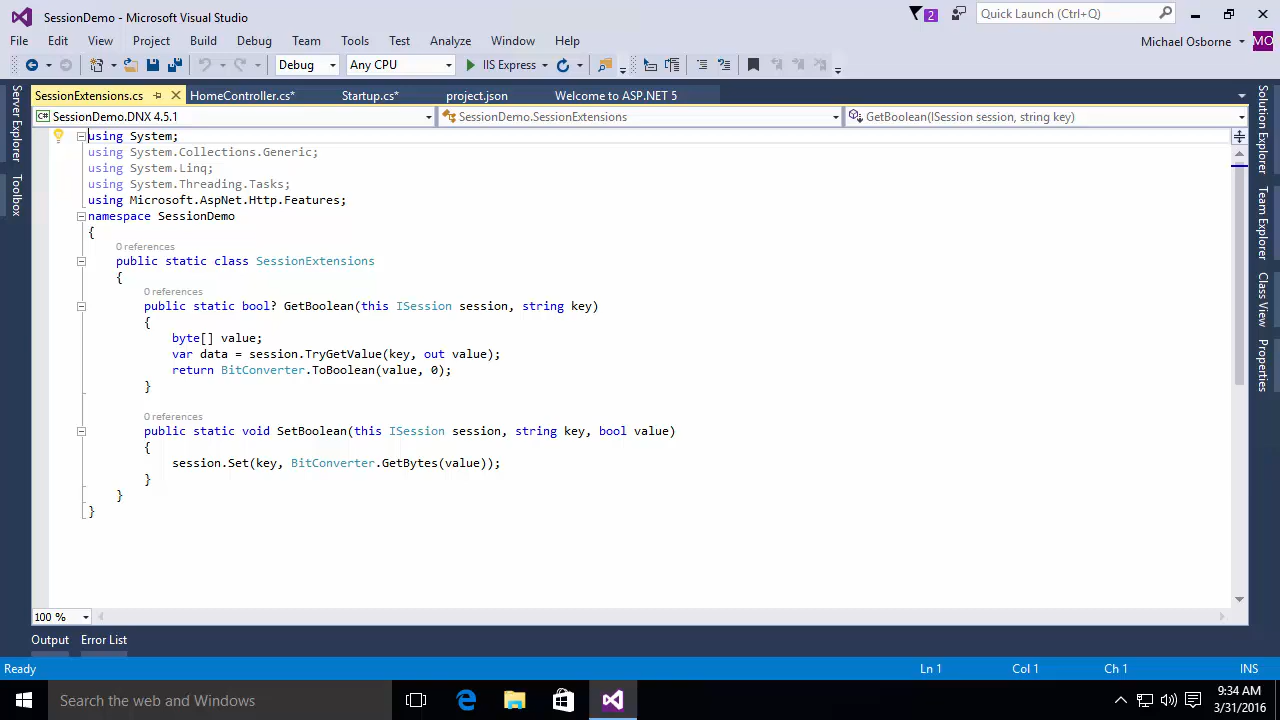 SessionDemo - Microsoft Visual Studio
2
Quick Launch (Ctrl+Q)
File Edit View Project Build Debug Team Tools Test Analyze Window Help
Michael Osborne
MO
Debug
Any CPU
IIS Express
Server Explorer
Toolbox
SessionExtensions.cs
HomeController.cs*
Startup.cs*
project.json
Welcome to ASP.NET 5
SessionDemo.DNX 4.5.1
SessionDemo.SessionExtensions
GetBoolean(ISession session, string key)
using System;
using System.Collections.Generic;
using System.Linq;
using System.Threading.Tasks;
using Microsoft.AspNet.Http.Features;
namespace SessionDemo
{
0 references
public static class SessionExtensions
{
0 references
public static bool? GetBoolean(this ISession session, string key)
{
byte[] value;
var data = session.TryGetValue(key, out value);
return BitConverter.ToBoolean(value, 0);
}
0 references
public static void SetBoolean(this ISession session, string key, bool value)
{
session.Set(key, BitConverter.GetBytes(value));
}
}
}
Solution Explorer
Team Explorer
Class View
Properties
100 %
Output
Error List
Ready
Ln 1
Col 1
Ch 1
INS
Search the web and Windows
9:34 AM
3/31/2016